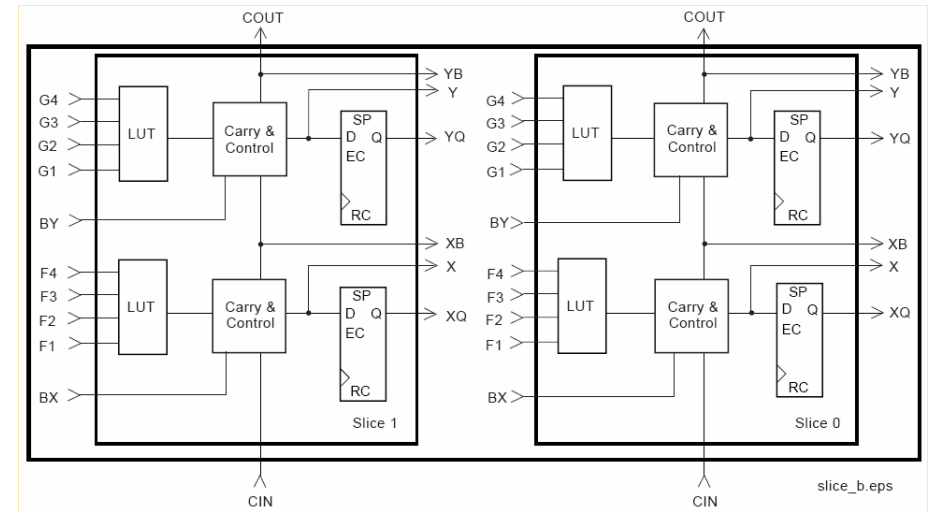 COUT
COUT
YB
Y
G4
G3
G2
G1
LUT
Carry &
Control
SP
D Q
EC
RC
YQ
BY
XB
X
F4
F3
F2
F1
LUT
Carry &
Control
SP
D Q
EC
RC
XQ
BX
Slice 1
CIN
YB
Y
G4
G3
G2
G1
LUT
Carry &
Control
SP
D Q
EC
RC
YQ
BY
XB
X
F4
F3
F2
F1
LUT
Carry &
Control
SP
D Q
EC
RC
XQ
BX
Slice 0
CIN
slice_b.eps